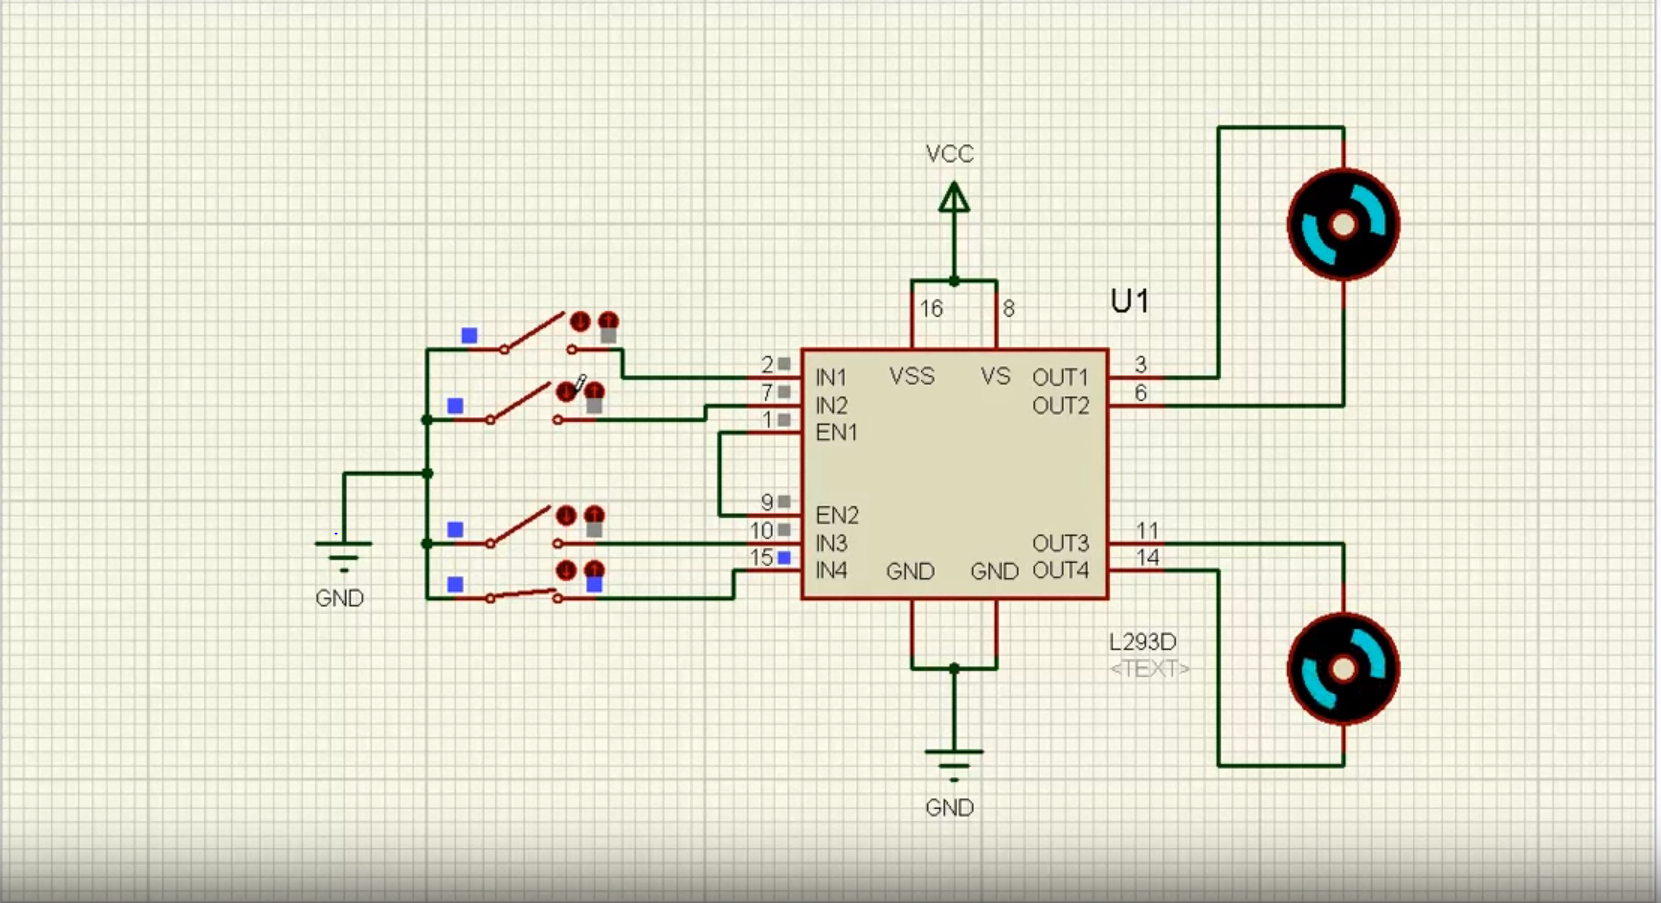 VCC
16 8
U1
2 IN1 VSS VS OUT1 3
7 IN2 OUT2 6
1 EN1
9 EN2
10 IN3 OUT3 11
15 IN4 GND GND OUT4 14
GND
L293D
<TEXT>
GND